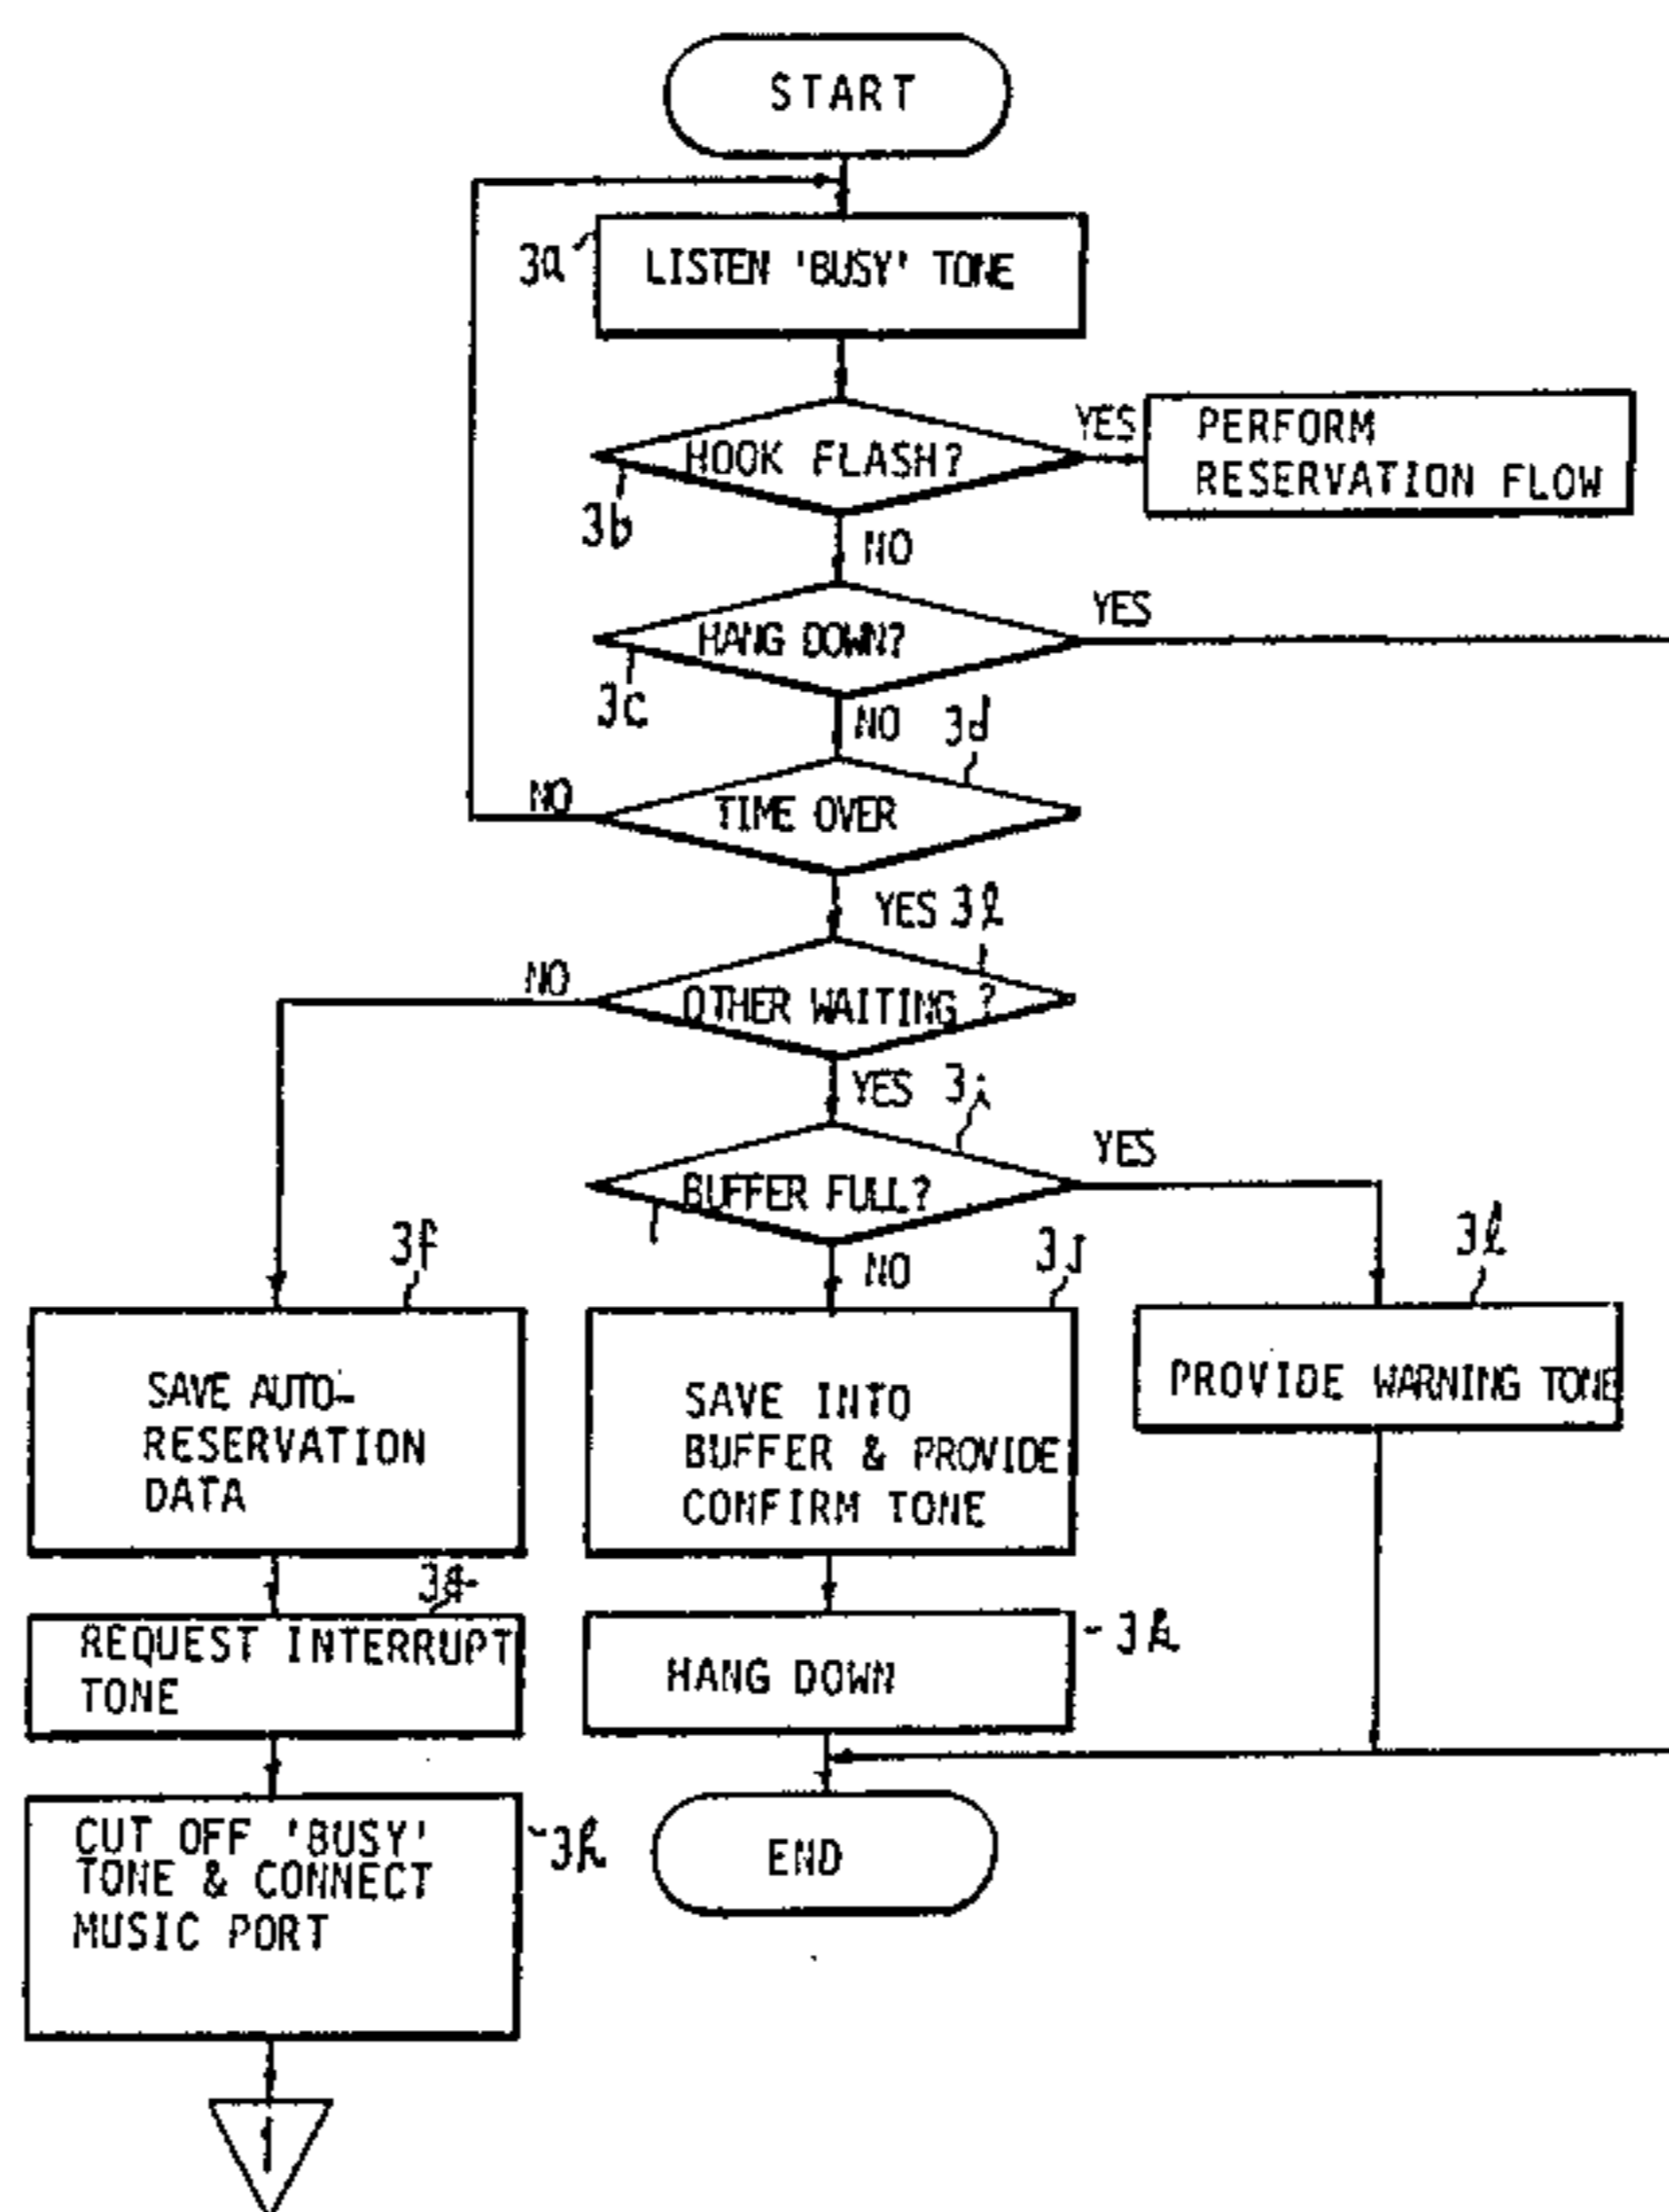 START
3a
LISTEN 'BUSY' TONE
HOOK FLASH?
YES
PERFORM
RESERVATION FLOW
3b
NO
HANG DOWN?
YES
3c
NO
3d
TIME OVER
NO
YES
OTHER WAITING ?
NO
YES
3i
BUFFER FULL?
YES
NO
3f
3j
3l
SAVE AUTO-
RESERVATION
DATA
SAVE INTO
BUFFER & PROVIDE
CONFIRM TONE
PROVIDE WARNING TONE
REQUEST INTERRUPT
TONE
HANG DOWN
3k
CUT OFF 'BUSY'
TONE & CONNECT
MUSIC PORT
3h
END
1